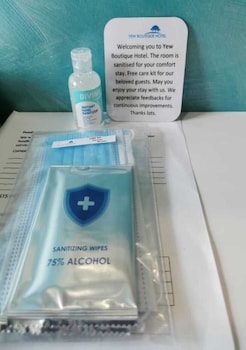 YEW BOUTIQUE HOTEL
Welcoming you to Yew
Boutique Hotel. The room is
sanitised for your comfort
stay. Free care kit for our
beloved guests. May you
enjoy your stay with us. We
appreciate feedbacks for
continuous improvements.
Thanks lots.
SANITIZING WIPES
75% ALCOHOL